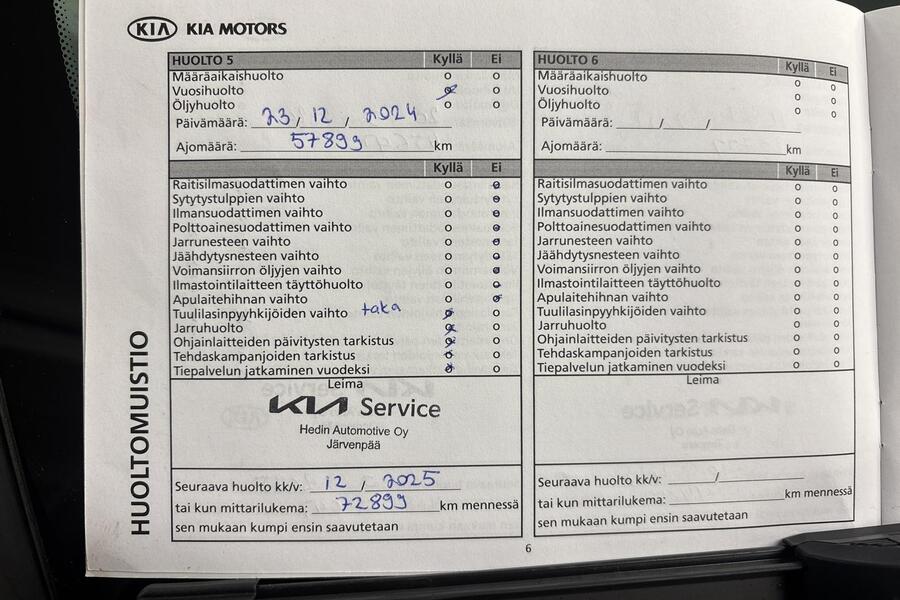 KIA KIA MOTORS
HUOLTOMUISTIO
HUOLTO 5 Kyllä Ei
Määräaikaishuolto o o
Vuosihuolto o o
Öljyhuolto o o
Päivämäärä: 23 / 12 / 2024
Ajomäärä: 57899 km
Kyllä Ei
Raitisilmasuodattimen vaihto o o
Sytytystulppien vaihto o o
Ilmansuodattimen vaihto o o
Polttoainesuodattimen vaihto o o
Jarrunesteen vaihto o o
Jäähdytysnesteen vaihto o o
Voimansiirron öljyjen vaihto o o
Ilmastointilaitteen täyttöhuolto o o
Apulaitehihnan vaihto o o
Tuulilasinpyyhkijöiden vaihto taka o o
Jarruhuolto o o
Ohjainlaitteiden päivitysten tarkistus o o
Tehdaskampanjoiden tarkistus o o
Tiepalvelun jatkaminen vuodeksi o o
Leima
KIA Service
Hedin Automotive Oy
Järvenpää
Seuraava huolto kk/v: 12 / 2025
tai kun mittarilukema: 72899 km mennessä
sen mukaan kumpi ensin saavutetaan
HUOLTO 6 Kyllä Ei
Määräaikaishuolto o o
Vuosihuolto o o
Öljyhuolto o o
Päivämäärä: / /
Ajomäärä: km
Kyllä Ei
Raitisilmasuodattimen vaihto o o
Sytytystulppien vaihto o o
Ilmansuodattimen vaihto o o
Polttoainesuodattimen vaihto o o
Jarrunesteen vaihto o o
Jäähdytysnesteen vaihto o o
Voimansiirron öljyjen vaihto o o
Ilmastointilaitteen täyttöhuolto o o
Apulaitehihnan vaihto o o
Tuulilasinpyyhkijöiden vaihto o o
Jarruhuolto o o
Ohjainlaitteiden päivitysten tarkistus o o
Tehdaskampanjoiden tarkistus o o
Tiepalvelun jatkaminen vuodeksi o o
Leima
Seuraava huolto kk/v: /
tai kun mittarilukema: km mennessä
sen mukaan kumpi ensin saavutetaan
6